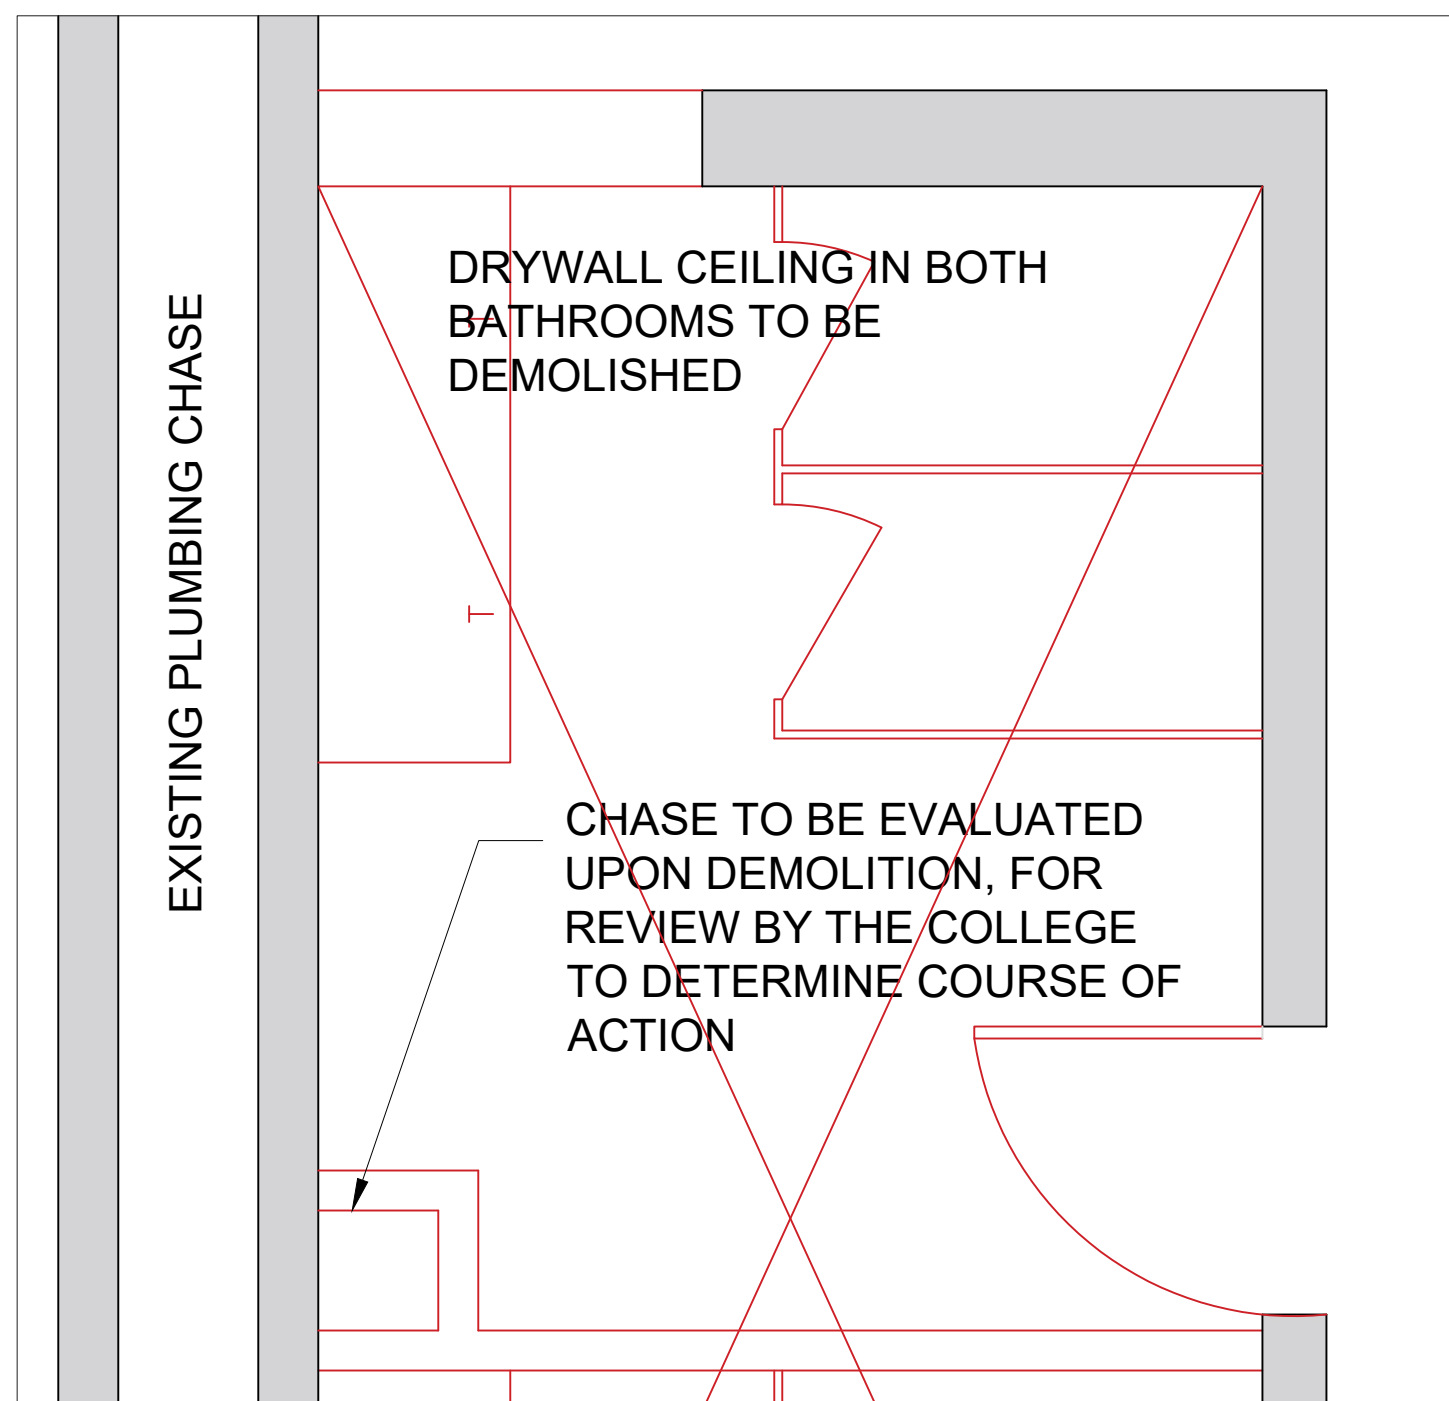 EXISTING PLUMBING CHASE
DRYWALL CEILING IN BOTH
BATHROOMS TO BE
DEMOLISHED
CHASE TO BE EVALUATED
UPON DEMOLITION, FOR
REVIEW BY THE COLLEGE
TO DETERMINE COURSE OF
ACTION